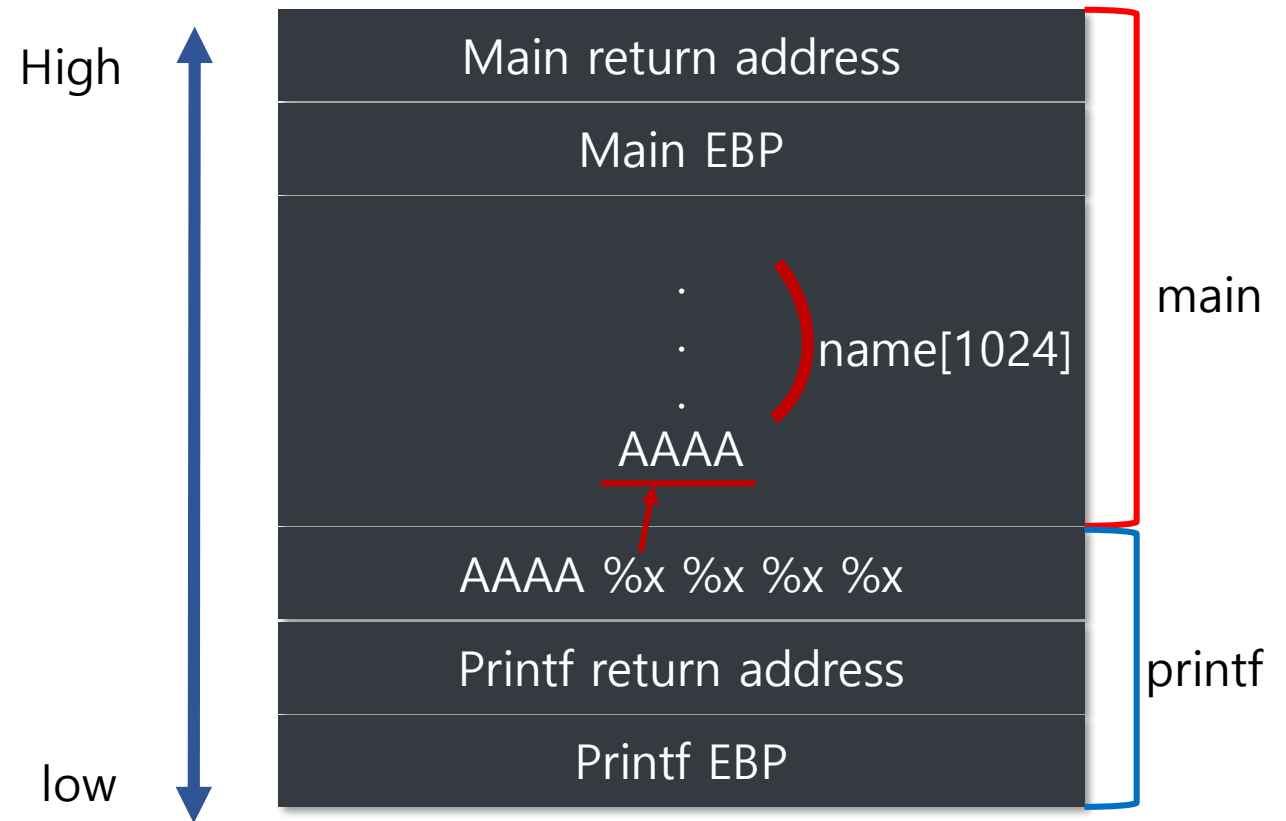 High
Main return address
Main EBP
.
.
.
name[1024]
main
AAAA
AAAA %x %x %x %x
Printf return address
printf
Printf EBP
low